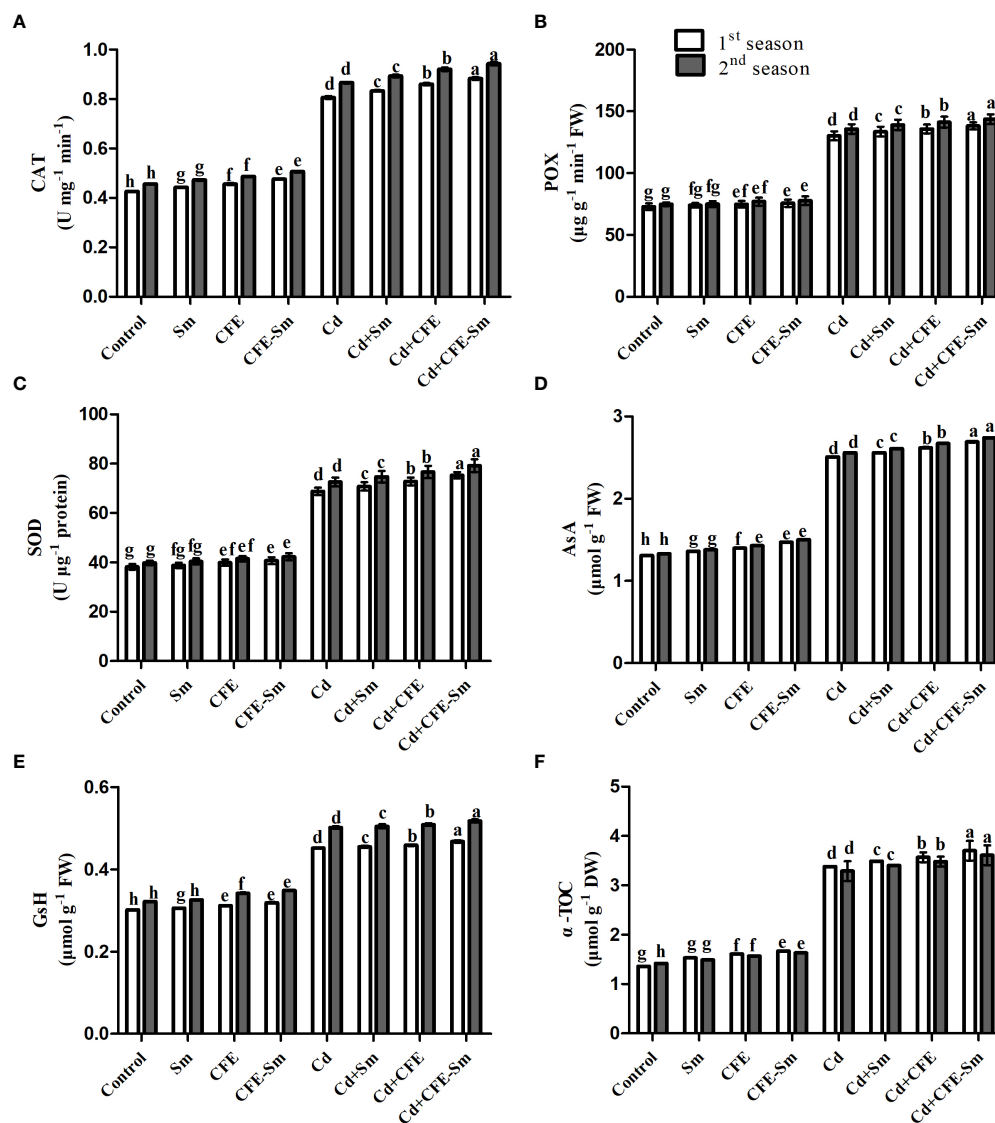 A
CAT
(U mg⁻¹ min⁻¹)
1.0
0.8
0.6
0.4
0.2
0.0
h h g g f f e e d d c c b b a a
Control Sm CFE CFE-Sm Cd Cd+Sm Cd+CFE Cd+CFE-Sm
B
1ˢᵗ season
2ⁿᵈ season
POX
(µg g⁻¹ min⁻¹ FW)
200
150
100
50
0
g g fg fg ef ef e e d d c c b b a a
Control Sm CFE CFE-Sm Cd Cd+Sm Cd+CFE Cd+CFE-Sm
C
SOD
(U µg⁻¹ protein)
100
80
60
40
20
0
g g fg fg ef ef e e d d c c b b a a
Control Sm CFE CFE-Sm Cd Cd+Sm Cd+CFE Cd+CFE-Sm
D
AsA
(µmol g⁻¹ FW)
3
2
1
0
h h g g f e e e d d c c b b a a
Control Sm CFE CFE-Sm Cd Cd+Sm Cd+CFE Cd+CFE-Sm
E
GsH
(µmol g⁻¹ FW)
0.6
0.4
0.2
0.0
h h g h e f e e d d c c b b a a
Control Sm CFE CFE-Sm Cd Cd+Sm Cd+CFE Cd+CFE-Sm
F
α -TOC
(µmol g⁻¹ DW)
5
4
3
2
1
0
g h g g f f e e d d c c b b a a
Control Sm CFE CFE-Sm Cd Cd+Sm Cd+CFE Cd+CFE-Sm